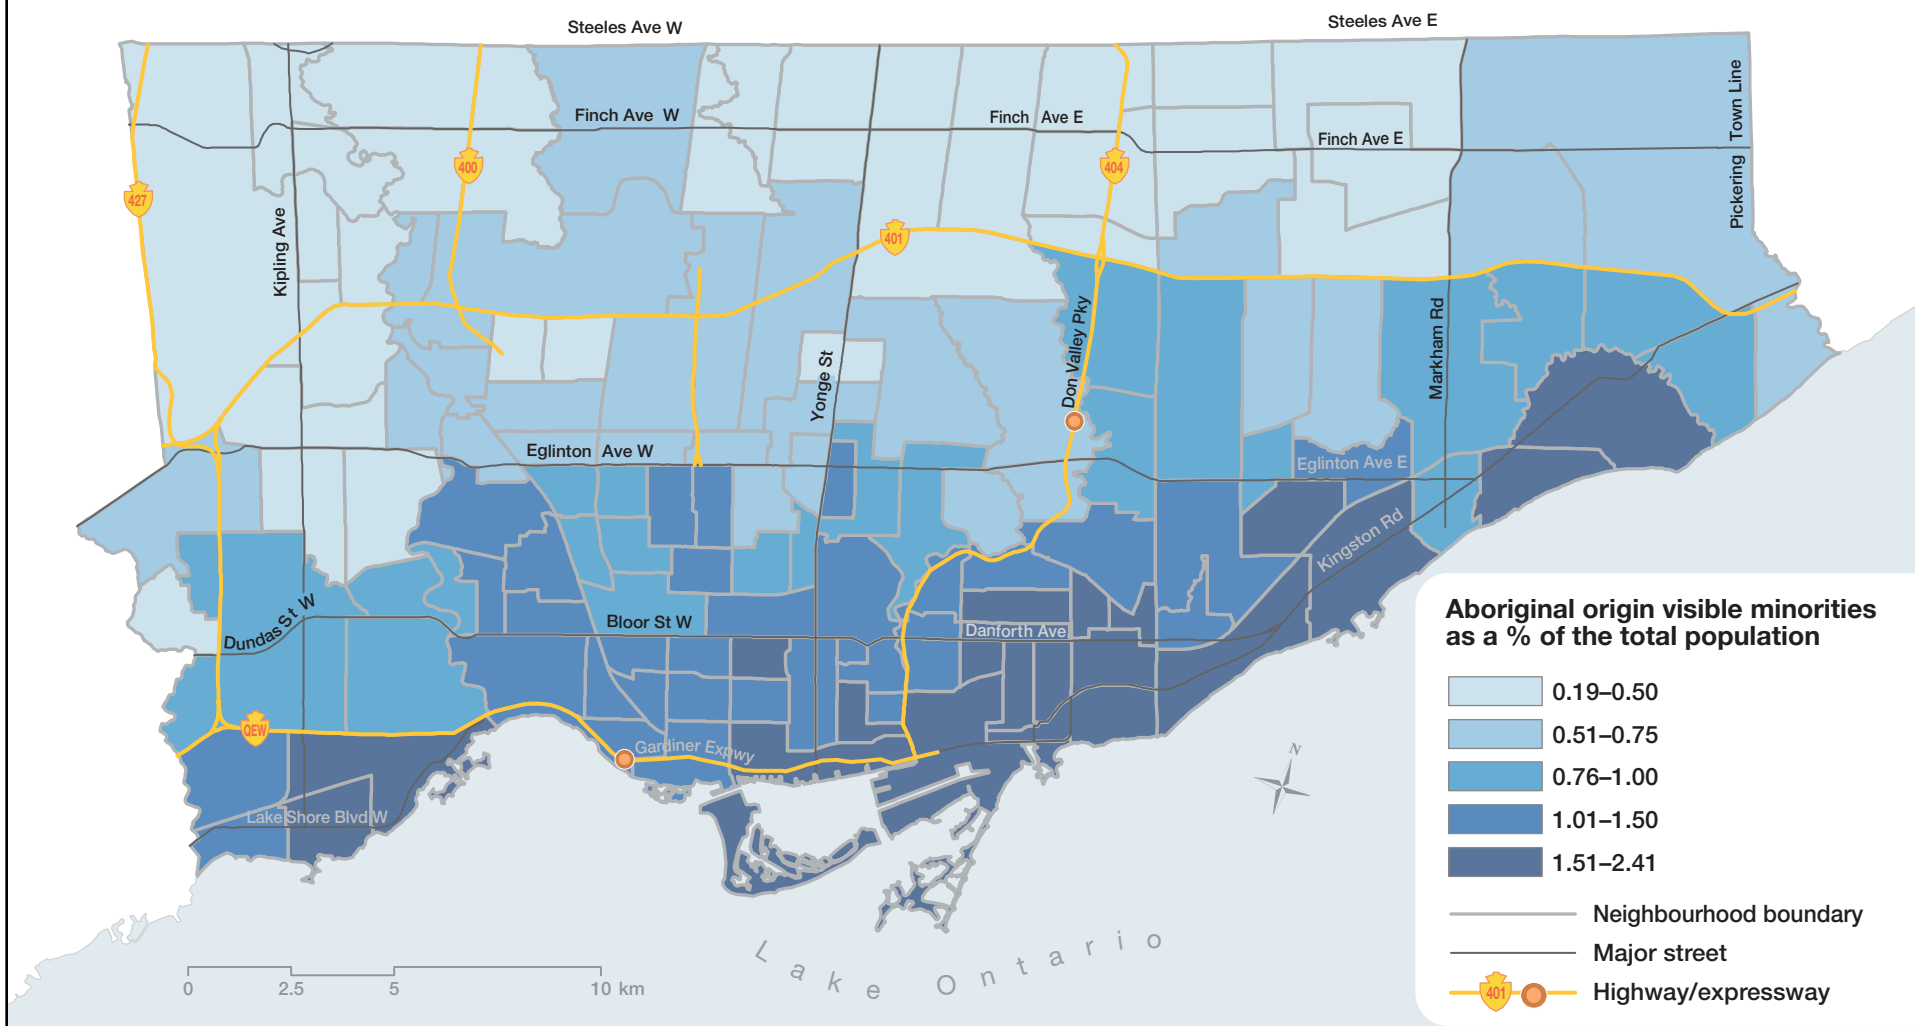 Steeles Ave W
Steeles Ave E
Finch Ave W
Finch Ave E
Finch Ave E
Pickering Town Line
427
400
404
401
Kipling Ave
Yonge St
Don Valley Pky
Markham Rd
Eglinton Ave W
Eglinton Ave E
Kingston Rd
Dundas St W
Bloor St W
Danforth Ave
QEW
Gardiner Expwy
Lake Shore Blvd W
N
Lake Ontario
0 2.5 5 10 km
Aboriginal origin visible minorities
as a % of the total population
0.19–0.50
0.51–0.75
0.76–1.00
1.01–1.50
1.51–2.41
Neighbourhood boundary
Major street
401 Highway/expressway